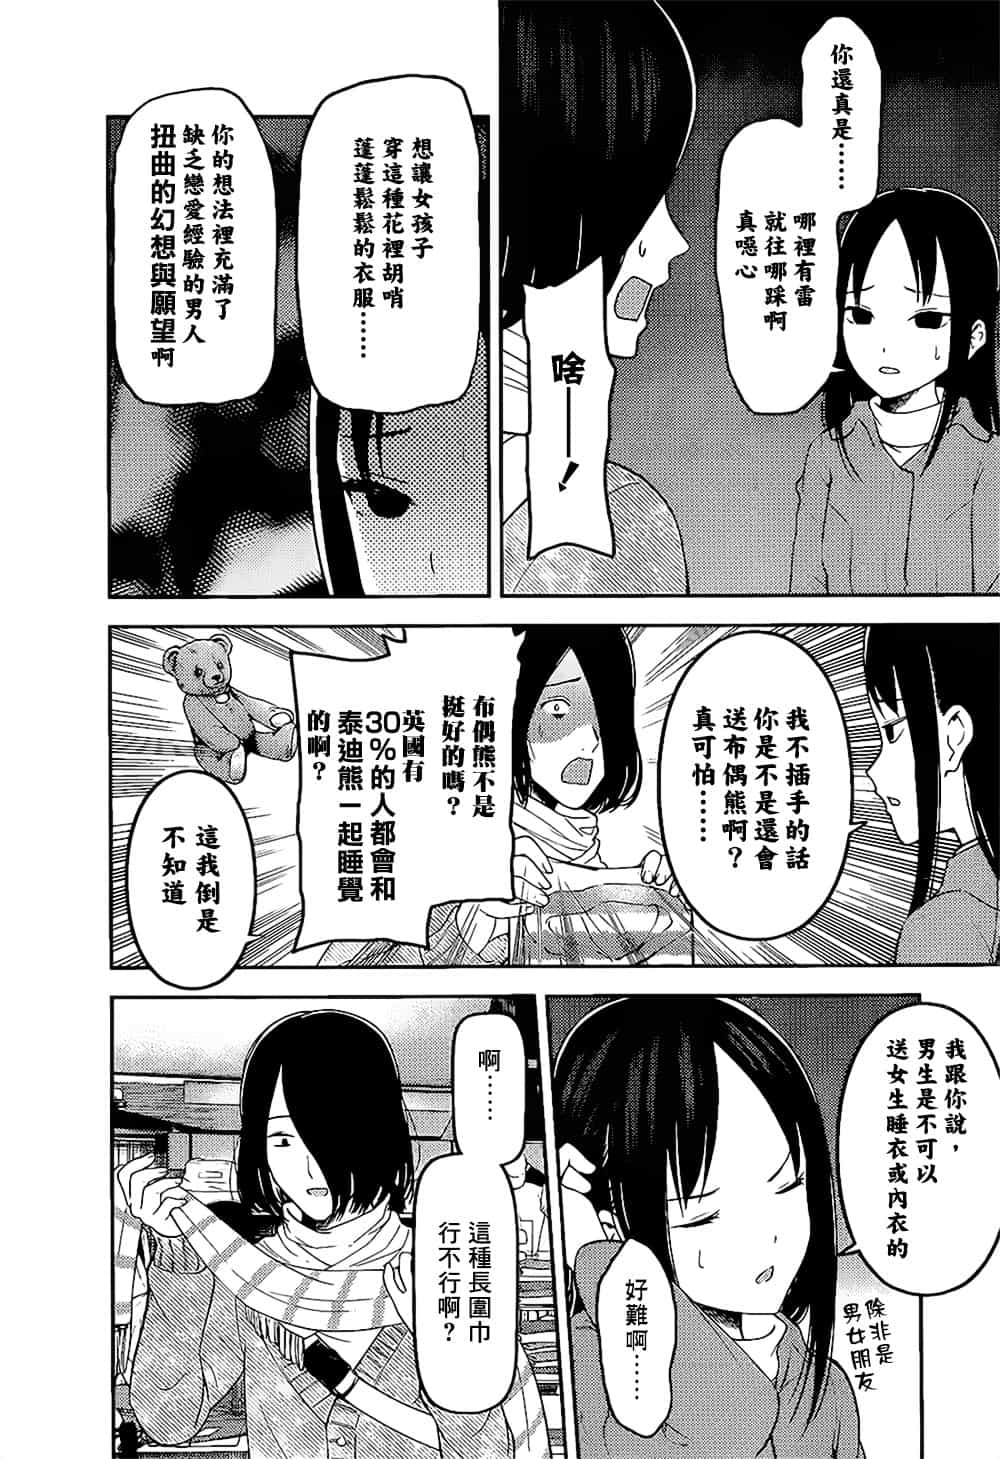 你還真是……
哪裡有雷
就往哪踩啊
真噁心
啥——！
想讓女孩子
穿這種花裡胡哨
蓬蓬鬆鬆的衣服……
你的想法裡充滿了
缺乏戀愛經驗的男人
扭曲的幻想與願望啊
我不插手的話
你是不是還會
送布偶熊啊？
真可怕……
布偶熊不是
挺好的嗎？
英國有
30%的人都會和
泰迪熊一起睡覺
的啊？
這我倒是
不知道
我跟你說，
男生是不可以
送女生睡衣或內衣的
除非是
男女朋友
好難啊……
啊……
這種長圍巾
行不行啊？